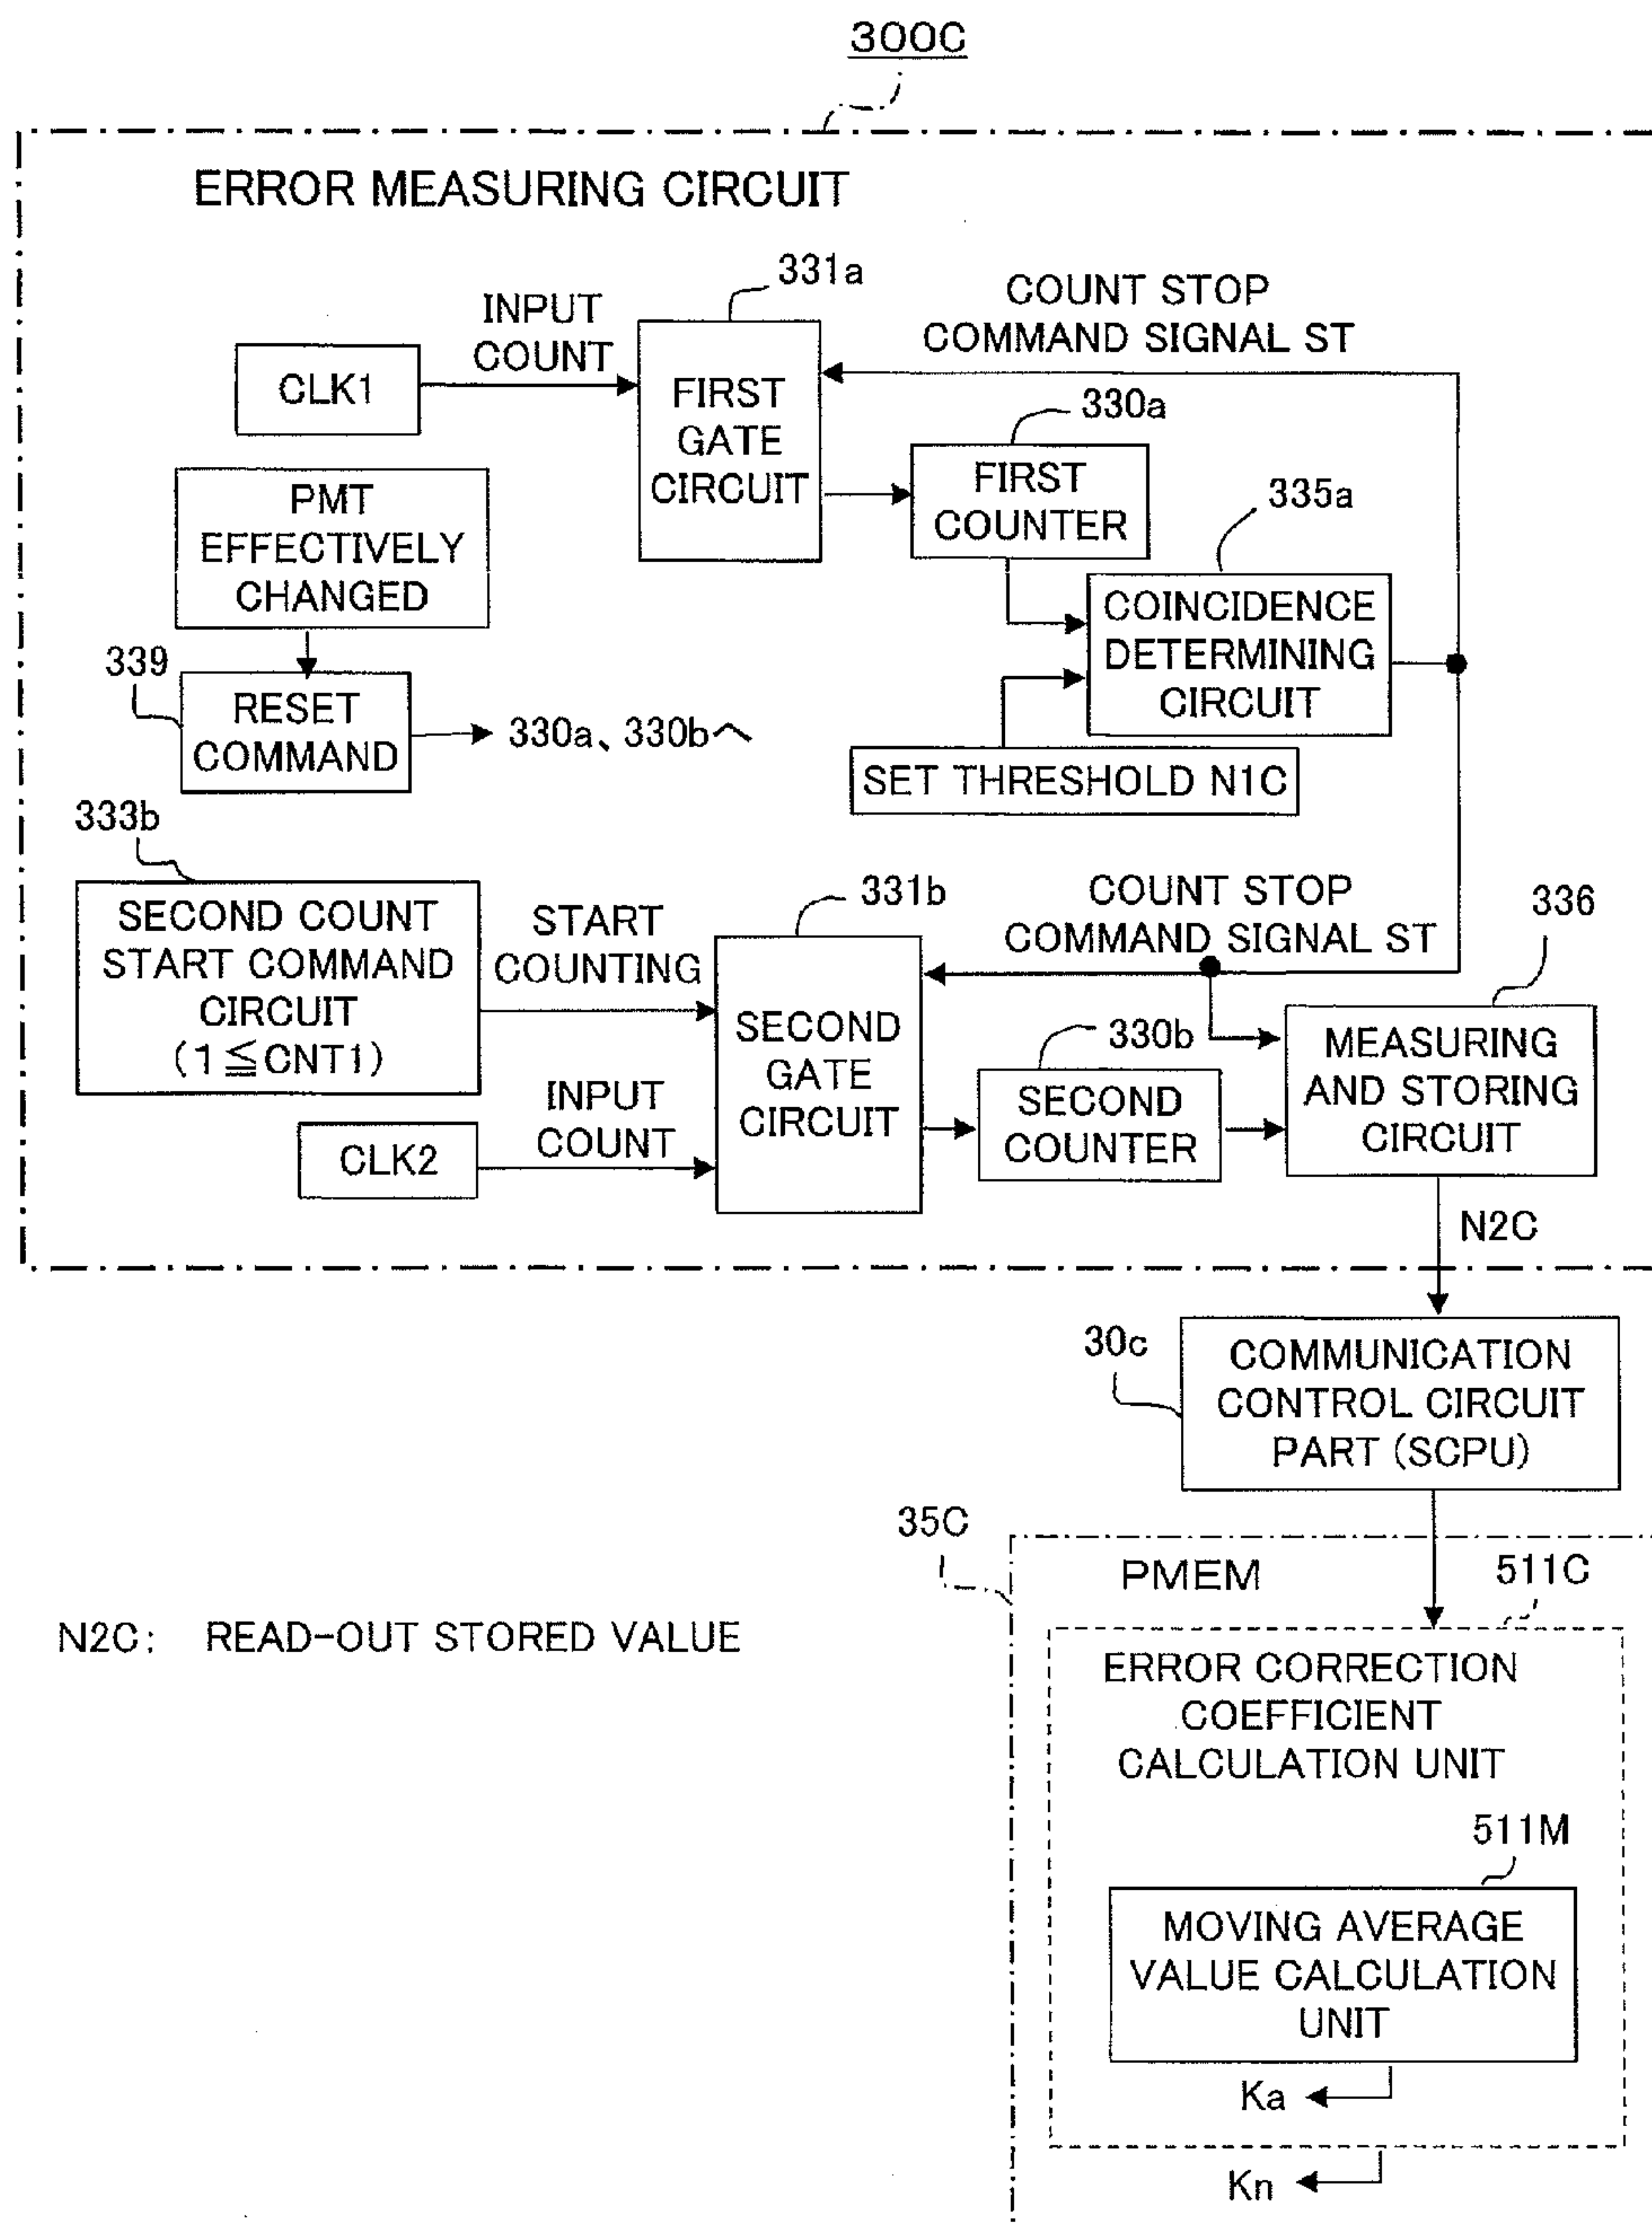 300C
ERROR MEASURING CIRCUIT
331a
INPUT
COUNT
COUNT STOP
COMMAND SIGNAL ST
CLK1
FIRST
GATE
CIRCUIT
330a
FIRST
COUNTER
335a
PMT
EFFECTIVELY
CHANGED
COINCIDENCE
DETERMINING
CIRCUIT
339
RESET
COMMAND
330a、330bへ
SET THRESHOLD N1C
333b
SECOND COUNT
START COMMAND
CIRCUIT
(1≦CNT1)
START
COUNTING
331b
COUNT STOP
COMMAND SIGNAL ST
336
SECOND
GATE
CIRCUIT
330b
SECOND
COUNTER
MEASURING
AND STORING
CIRCUIT
INPUT
COUNT
CLK2
N2C
30c
COMMUNICATION
CONTROL CIRCUIT
PART (SCPU)
35C
PMEM
511C
N2C: READ-OUT STORED VALUE
ERROR CORRECTION
COEFFICIENT
CALCULATION UNIT
511M
MOVING AVERAGE
VALUE CALCULATION
UNIT
Ka
Kn